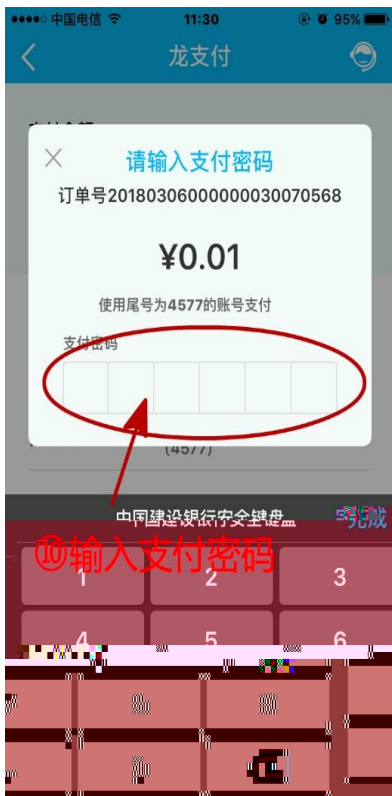 中国电信 11:30 95%
龙支付
请输入支付密码
订单号20180306000000030070568
¥0.01
使用尾号为4577的账号支付
支付密码
(4577)
中国建设银行安全键盘 完成
⑩输入支付密码
1 2 3
4 5 6